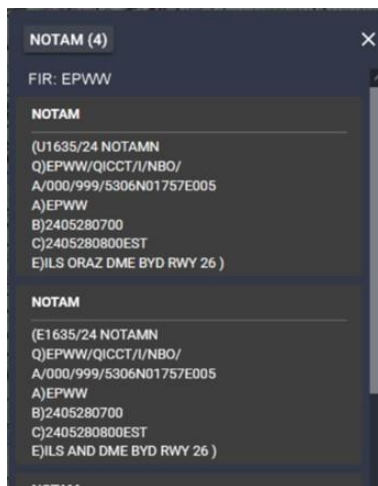 NOTAM (4)
FIR: EPWW
NOTAM
(U1635/24 NOTAMN
Q)EPWW/QICCT/I/NBO/
A/000/999/5306N01757E005
A)EPWW
B)2405280700
C)2405280800EST
E)ILS ORAZ DME BYD RWY 26 )
NOTAM
(E1635/24 NOTAMN
Q)EPWW/QICCT/I/NBO/
A/000/999/5306N01757E005
A)EPWW
B)2405280700
C)2405280800EST
E)ILS AND DME BYD RWY 26 )
NOTAM